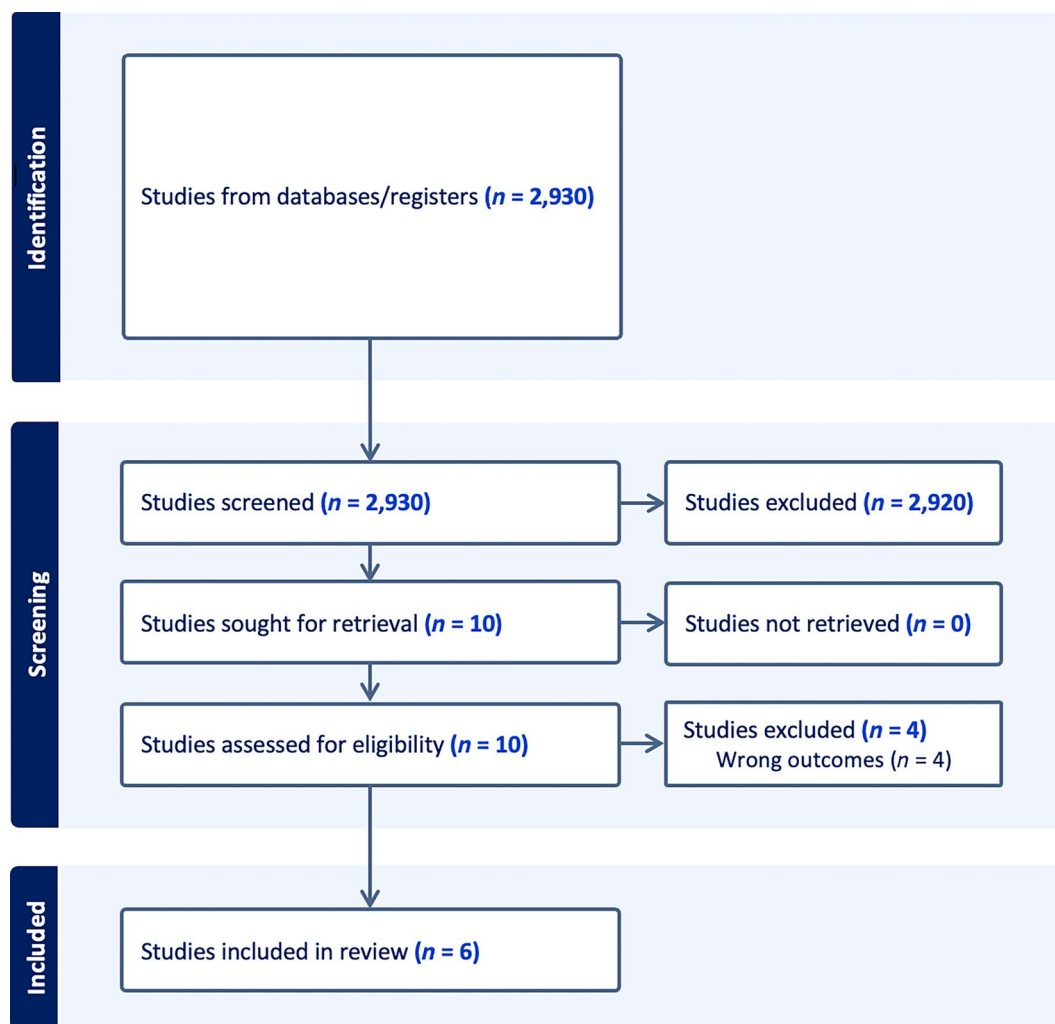 Identification
Studies from databases/registers (n = 2,930)
Screening
Studies screened (n = 2,930)
Studies excluded (n = 2,920)
Studies sought for retrieval (n = 10)
Studies not retrieved (n = 0)
Studies assessed for eligibility (n = 10)
Studies excluded (n = 4)
Wrong outcomes (n = 4)
Included
Studies included in review (n = 6)